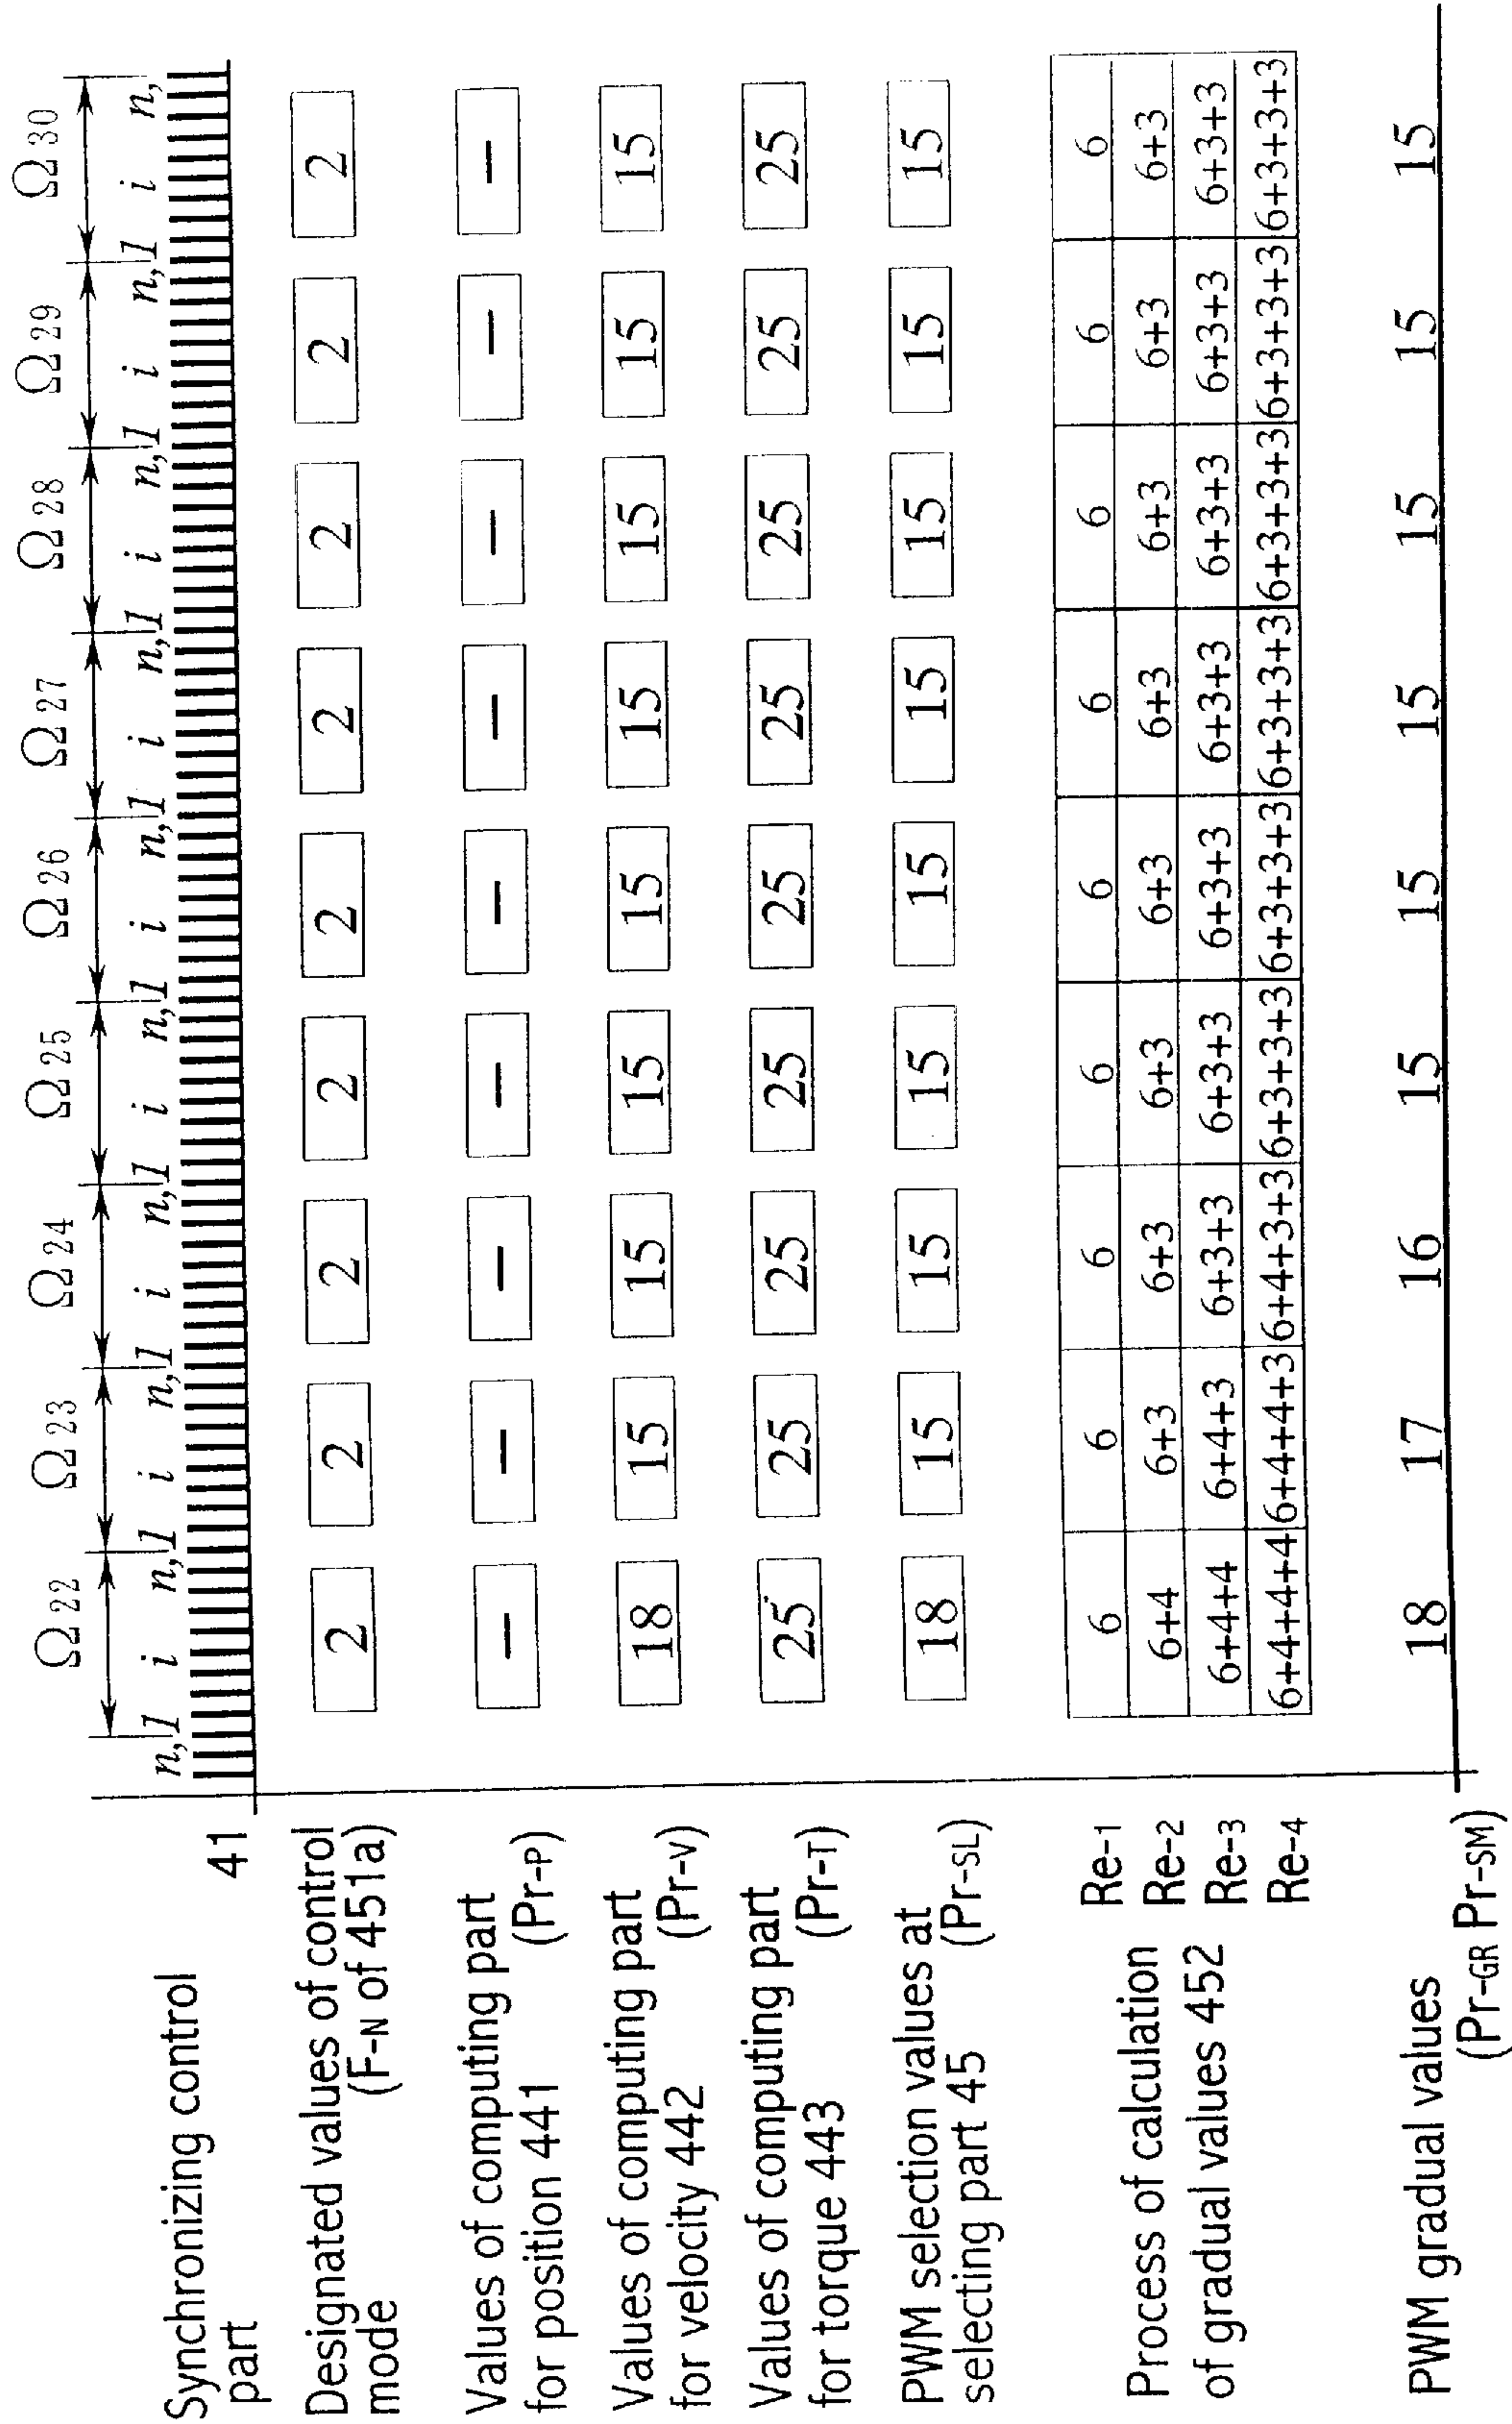 Ω22 Ω23 Ω24 Ω25 Ω26 Ω27 Ω28 Ω29 Ω30
n,1 i n,1 i n,1 i n,1 i n,1 i n,1 i n,1 i n,1 i n,1 i n,
Synchronizing control
part 41
Designated values of control
mode (F-N of 451a) 2 2 2 2 2 2 2 2 2
Values of computing part
for position 441 (Pr-P) – – – – – – – – –
Values of computing part
for velocity 442 (Pr-V) 18 15 15 15 15 15 15 15 15
Values of computing part
for torque 443 (Pr-T) 25 25 25 25 25 25 25 25 25
PWM selection values at
selecting part 45 (Pr-SL) 18 15 15 15 15 15 15 15 15
Process of calculation
of gradual values 452
Re-1 6 6 6 6 6 6 6 6 6
Re-2 6+4 6+3 6+3 6+3 6+3 6+3 6+3 6+3 6+3
Re-3 6+4+4 6+4+3 6+3+3 6+3+3 6+3+3 6+3+3 6+3+3 6+3+3 6+3+3
Re-4 6+4+4+4 6+4+4+3 6+4+3+3 6+3+3+3 6+3+3+3 6+3+3+3 6+3+3+3 6+3+3+3 6+3+3+3
PWM gradual values
(Pr-GR Pr-SM) 18 17 16 15 15 15 15 15 15